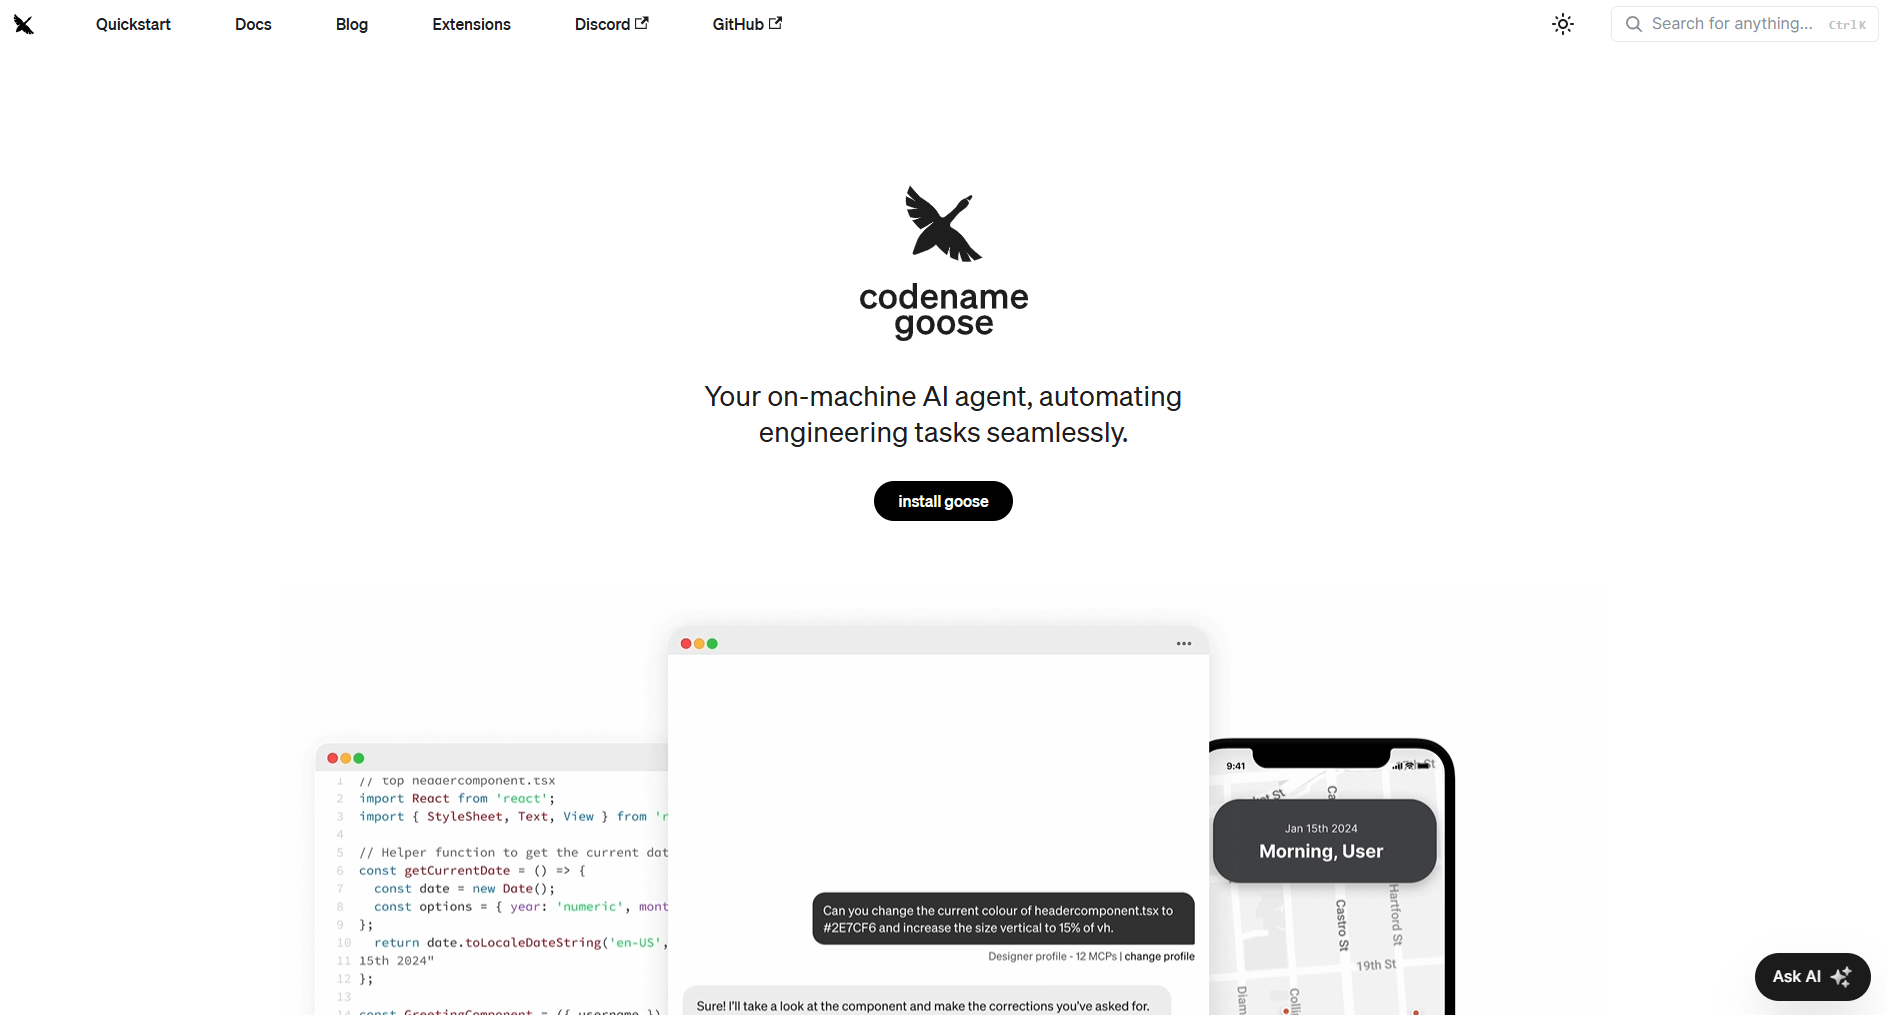 Quickstart Docs Blog Extensions Discord GitHub Search for anything... Ctrl K
codename
goose
Your on-machine AI agent, automating
engineering tasks seamlessly.
install goose
1 // top headercomponent.tsx
2 import React from 'react';
3 import { StyleSheet, Text, View } from 'r
4
5 // Helper function to get the current dat
6 const getCurrentDate = () => {
7 const date = new Date();
8 const options = { year: 'numeric', mont
9 };
10 return date.toLocaleDateString('en-US',
11 15th 2024"
12 };
13
14 const GreetingComponent = ({ username })
Can you change the current colour of headercomponent.tsx to
#2E7CF6 and increase the size vertical to 15% of vh.
Designer profile - 12 MCPs | change profile
Sure! I'll take a look at the component and make the corrections you've asked for.
9:41
Jan 15th 2024
Morning, User
Castro St
Hartford St
19th St
Diam
Collin
Ask AI